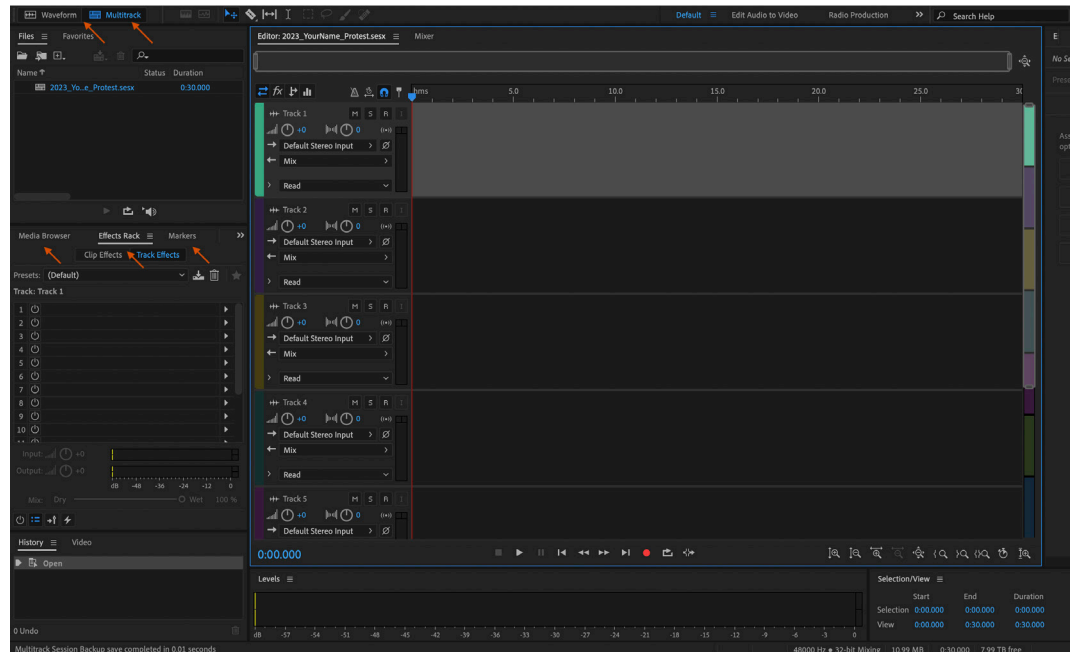 Waveform Multitrack Default Edit Audio to Video Radio Production Search Help
Files Favorites
Name Status Duration
2023_Yo..e_Protest.sesx 0:30.000
Media Browser Effects Rack Markers
Clip Effects Track Effects
Presets: (Default)
Track: Track 1
1
2
3
4
5
6
7
8
9
10
Input: +0
Output: +0
dB -48 -36 -24 -12 0
Mix: Dry Wet 100 %
History Video
Open
0 Undo
Multitrack Session Backup save completed in 0.01 seconds
Editor: 2023_YourName_Protest.sesx Mixer
fx hms 5.0 10.0 15.0 20.0 25.0 30
Track 1 M S R I
+0 0
Default Stereo Input
Mix
Read
Track 2 M S R I
+0 0
Default Stereo Input
Mix
Read
Track 3 M S R I
+0 0
Default Stereo Input
Mix
Read
Track 4 M S R I
+0 0
Default Stereo Input
Mix
Read
Track 5 M S R I
+0 0
Default Stereo Input
0:00.000
Levels
dB -57 -54 -51 -48 -45 -42 -39 -36 -33 -30 -27 -24 -21 -18 -15 -12 -9 -6 -3 0
Selection/View
Start End Duration
Selection 0:00.000 0:00.000 0:00.000
View 0:00.000 0:30.000 0:30.000
48000 Hz • 32-bit Mixing 10.99 MB 0:30.000 7.99 TB free
E
No Se
Prese
Ass
opt